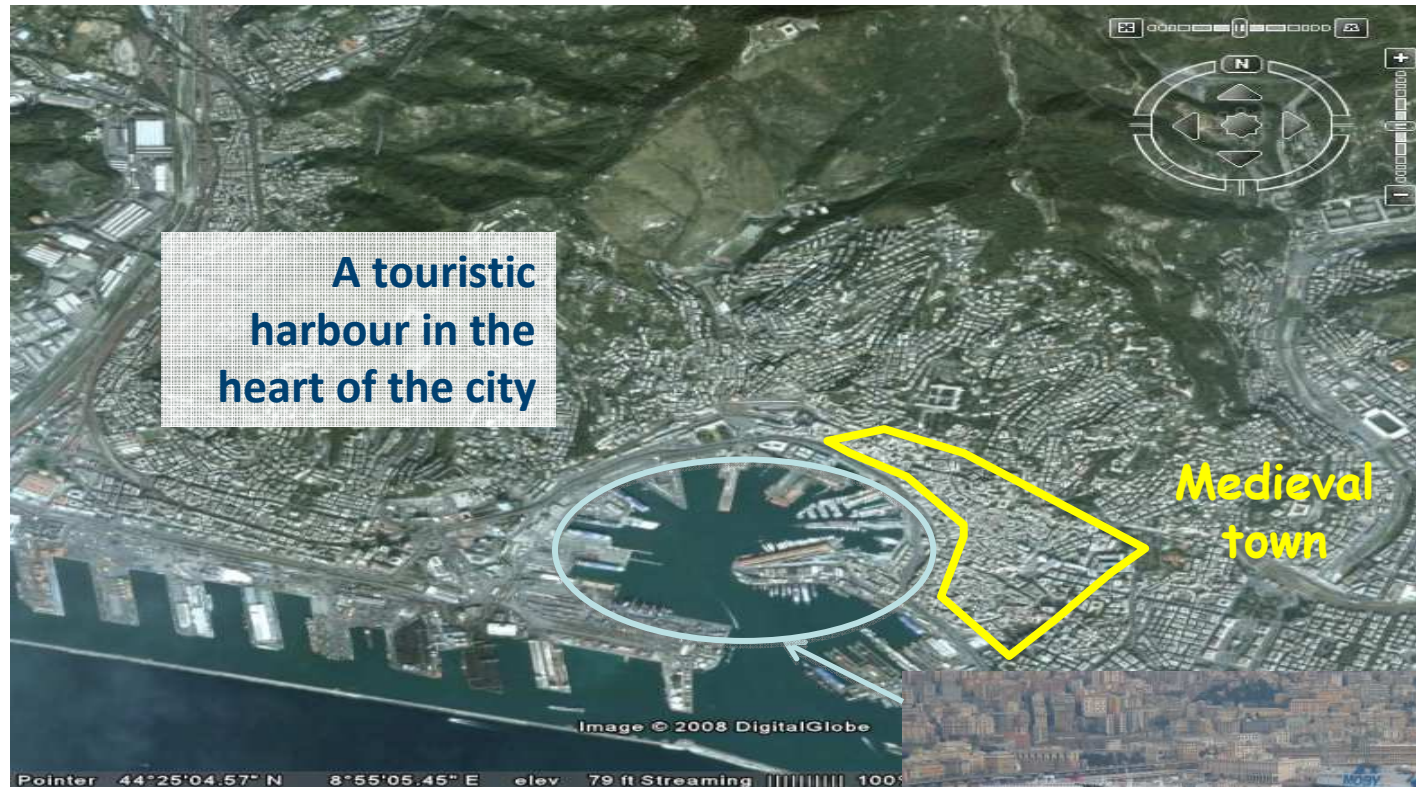 N
A touristic
harbour in the
heart of the city
Medieval
town
Image © 2008 DigitalGlobe
Pointer 44°25'04.57" N 8°55'05.45" E elev 79 ft Streaming |||||||||| 100%
MOBY